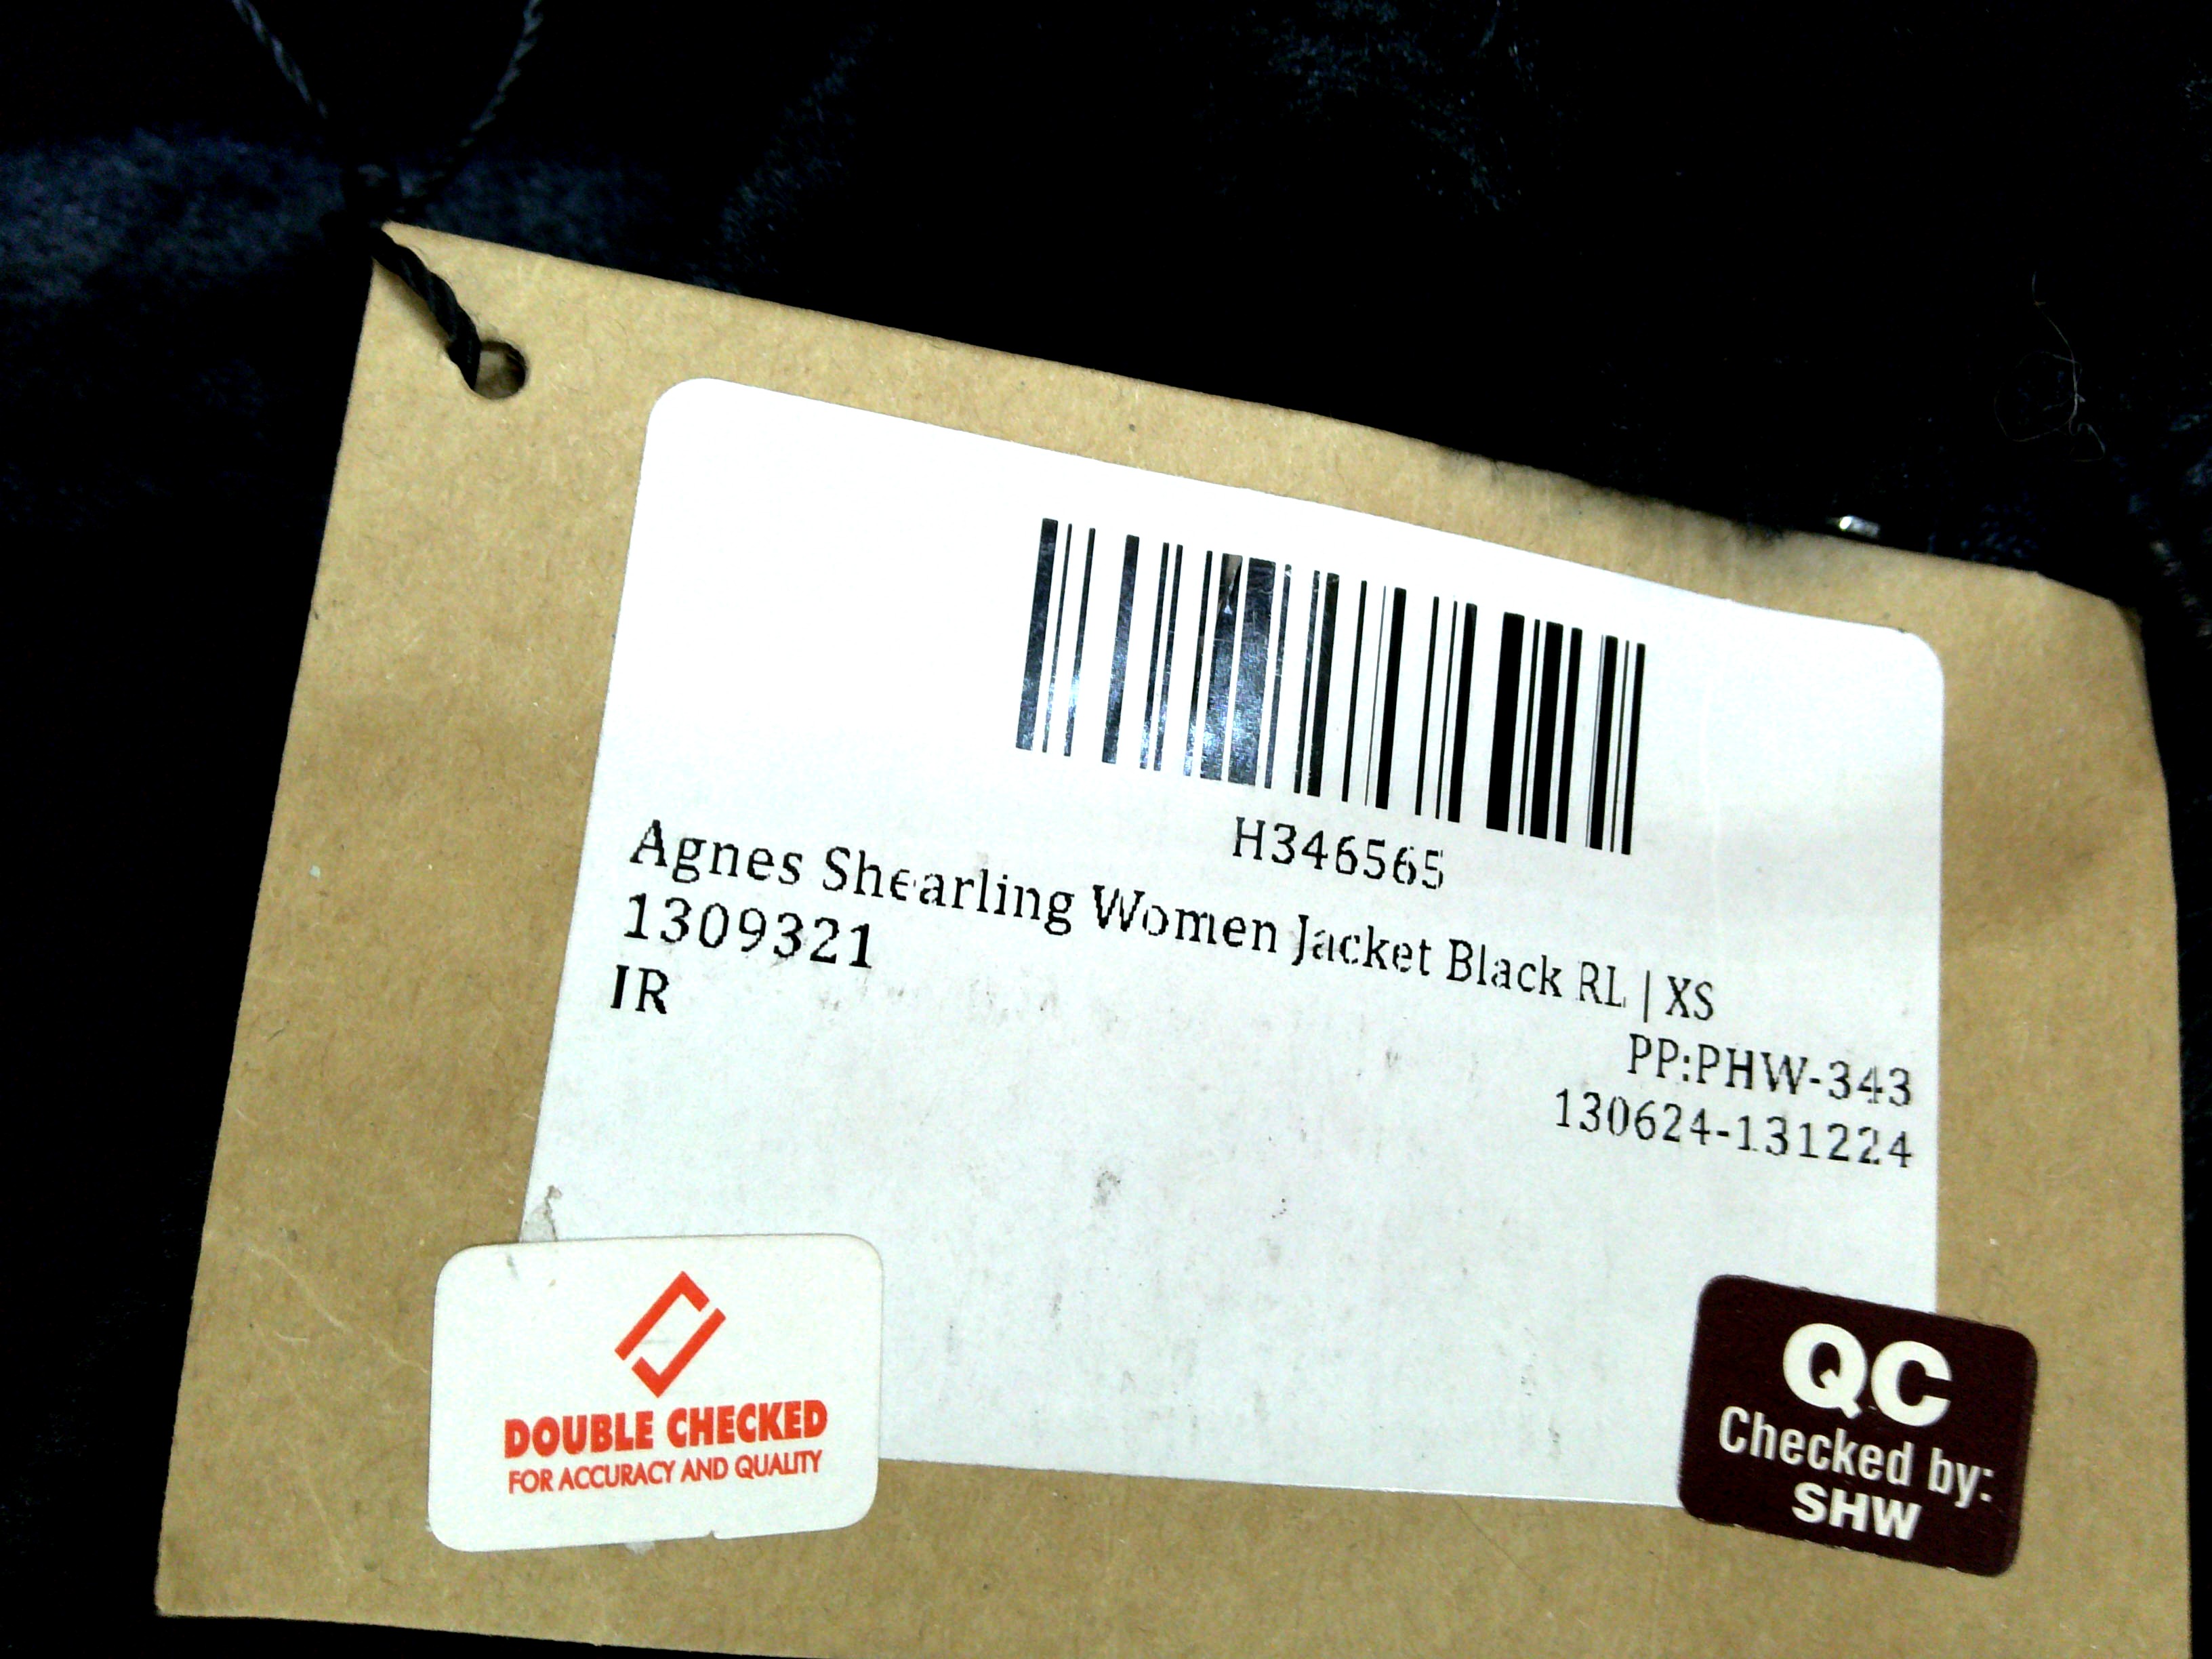 H346565
Agnes Shearling Women Jacket Black RL | XS
1309321
IR
PP:PHW-343
130624-131224
DOUBLE CHECKED
FOR ACCURACY AND QUALITY
QC
Checked by:
SHW